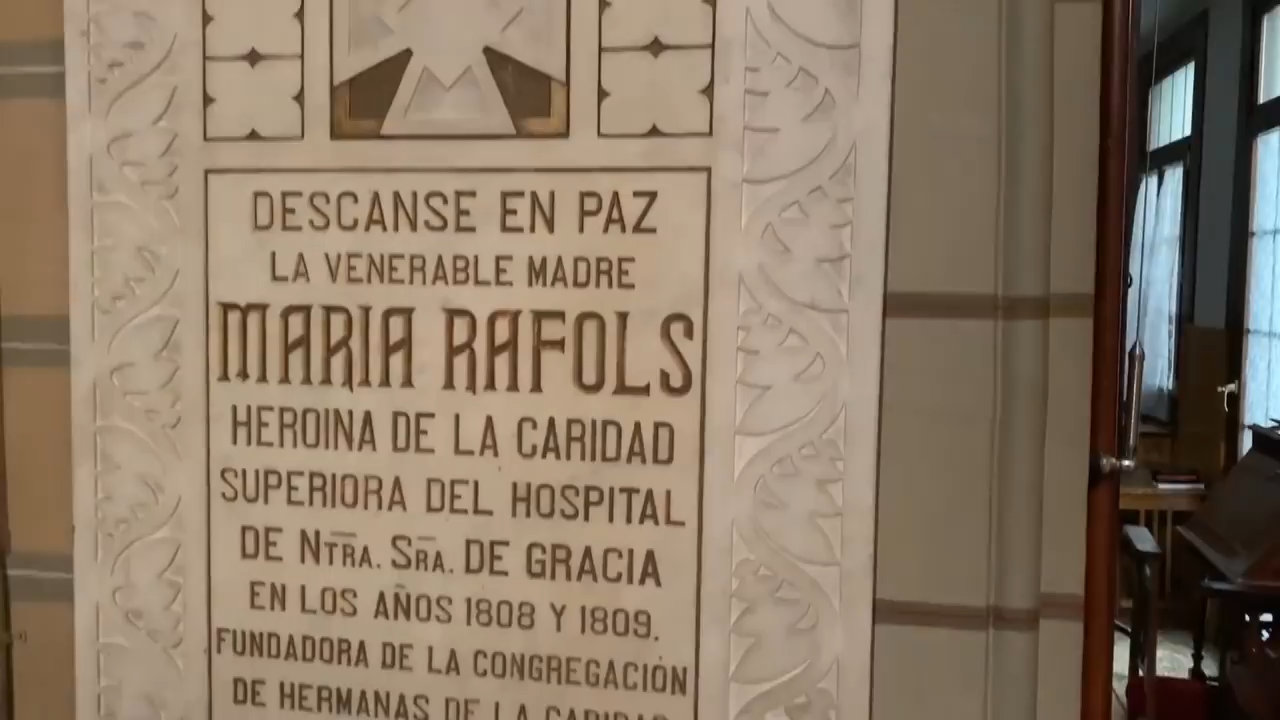 DESCANSE EN PAZ
LA VENERABLE MADRE
MARIA RAFOLS
HEROINA DE LA CARIDAD
SUPERIORA DEL HOSPITAL
DE NTRA. SRA. DE GRACIA
EN LOS AÑOS 1808 Y 1809.
FUNDADORA DE LA CONGREGACIÓN
DE HERMANAS DE LA CARIDAD